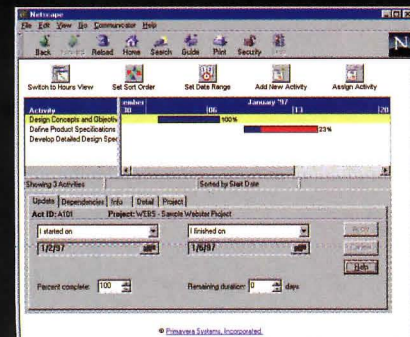 Netscape
File Edit View Go Communicator Help
Back Forward Reload Home Search Guide Print Security
N
Switch to Hours View Set Sort Order Set Date Range Add New Activity Assign Activity
ember January '97
Activity 30 06 13 20
Design Concepts and Objectiv 100%
Define Product Specifications 23%
Develop Detailed Design Spec
Showing 3 Activities Sorted by Start Date
Update Dependencies Info Detail Project
Act ID: A101 Project: WEBS - Sample Webster Project
I started on I finished on Apply
1/2/97 1/6/97 Cancel
Help
Percent complete: 100 Remaining duration: 0 days
© Primavera Systems, Incorporated.